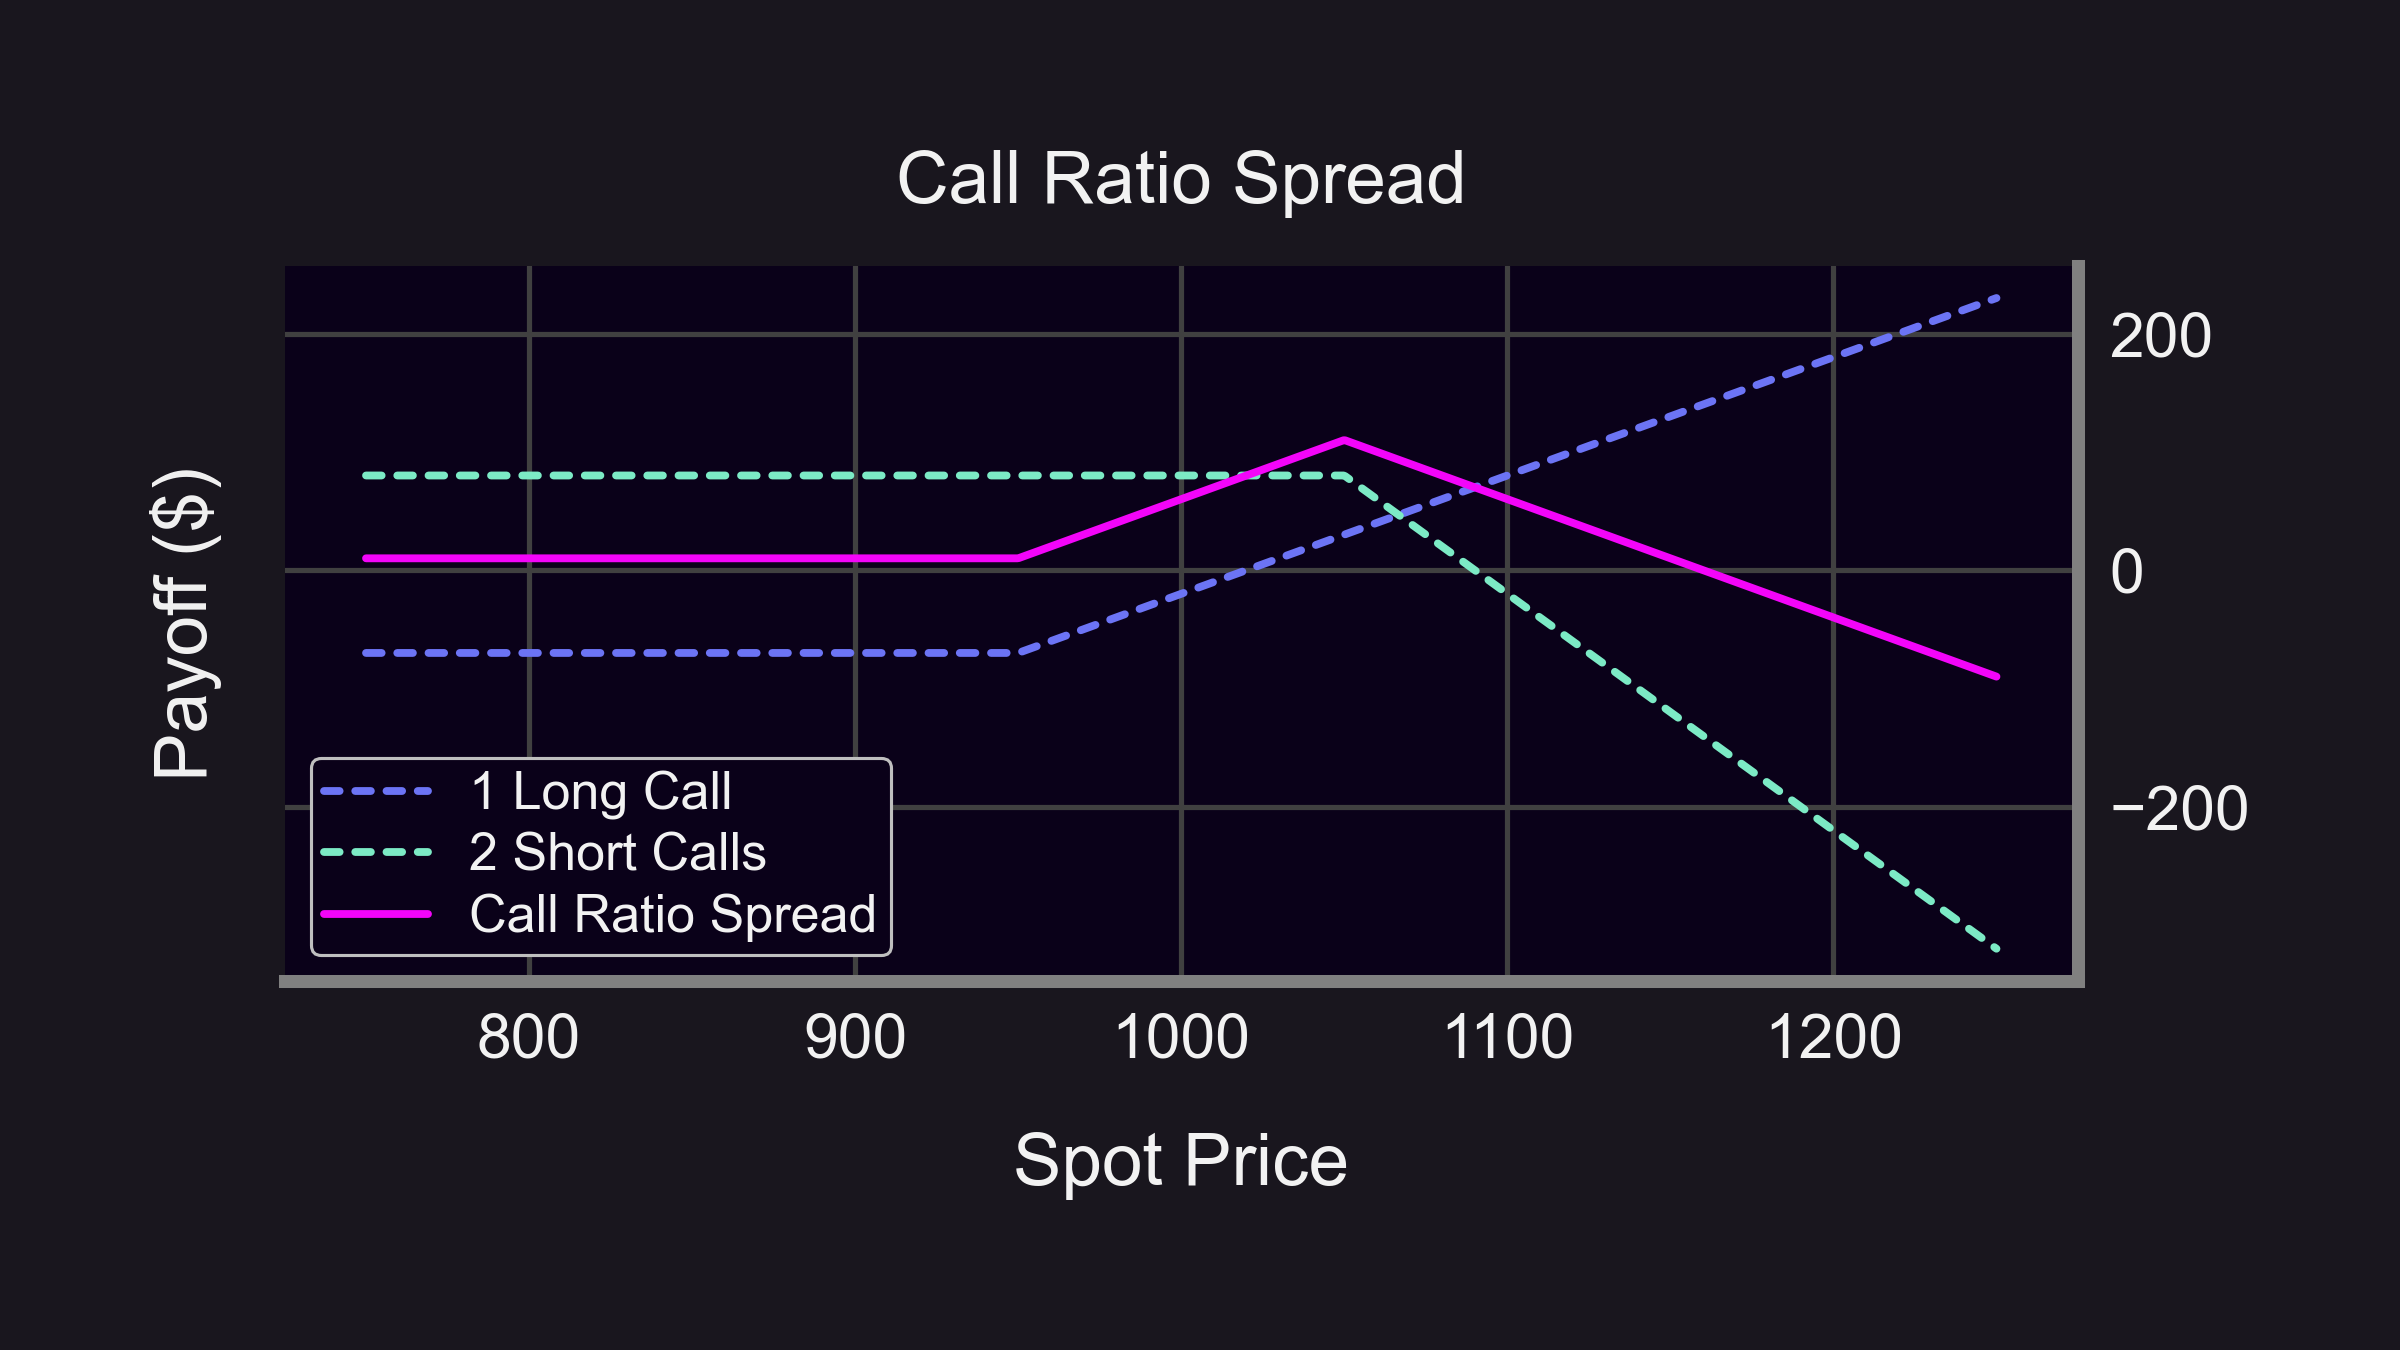 Call Ratio Spread
Payoff ($)
200
0
−200
1 Long Call
2 Short Calls
Call Ratio Spread
800 900 1000 1100 1200
Spot Price